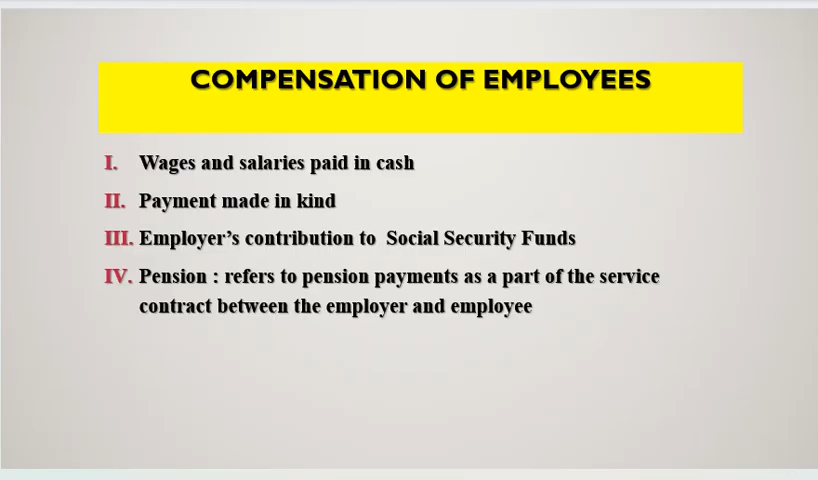 COMPENSATION OF EMPLOYEES
I. Wages and salaries paid in cash
II. Payment made in kind
III. Employer’s contribution to Social Security Funds
IV. Pension : refers to pension payments as a part of the service
contract between the employer and employee